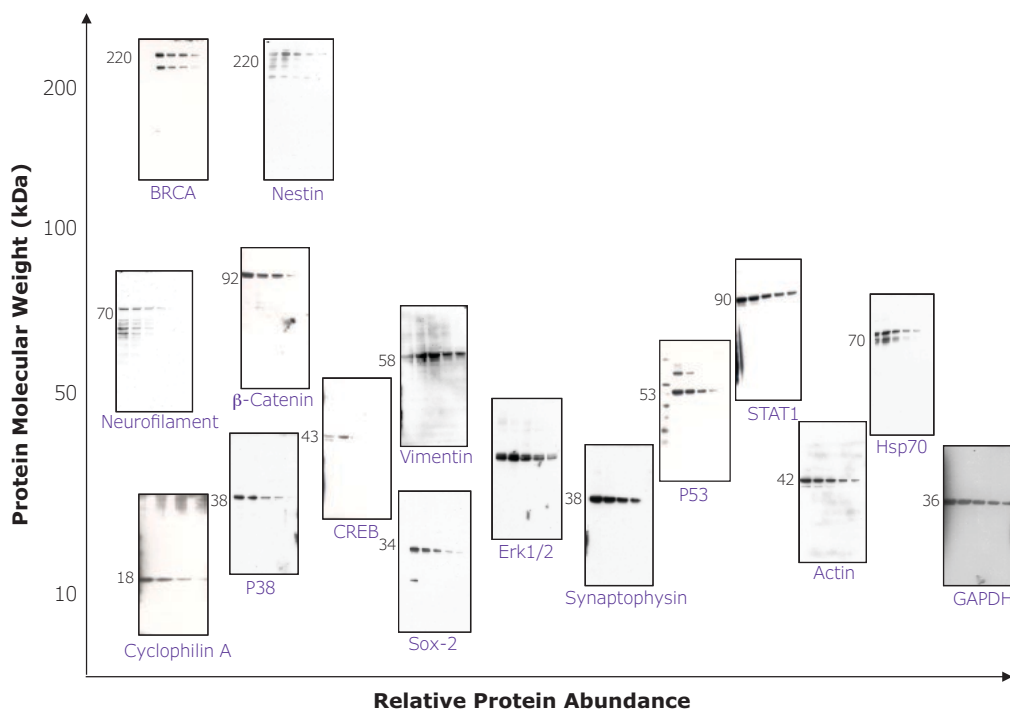 220
220
200
BRCA
Nestin
Protein Molecular Weight (kDa)
100
92
90
70
70
58
50
53
β-Catenin
STAT1
Neurofilament
43
Vimentin
Hsp70
42
38
38
36
P53
CREB
34
Erk1/2
18
Actin
P38
10
Synaptophysin
GAPDH
Sox-2
Cyclophilin A
Relative Protein Abundance